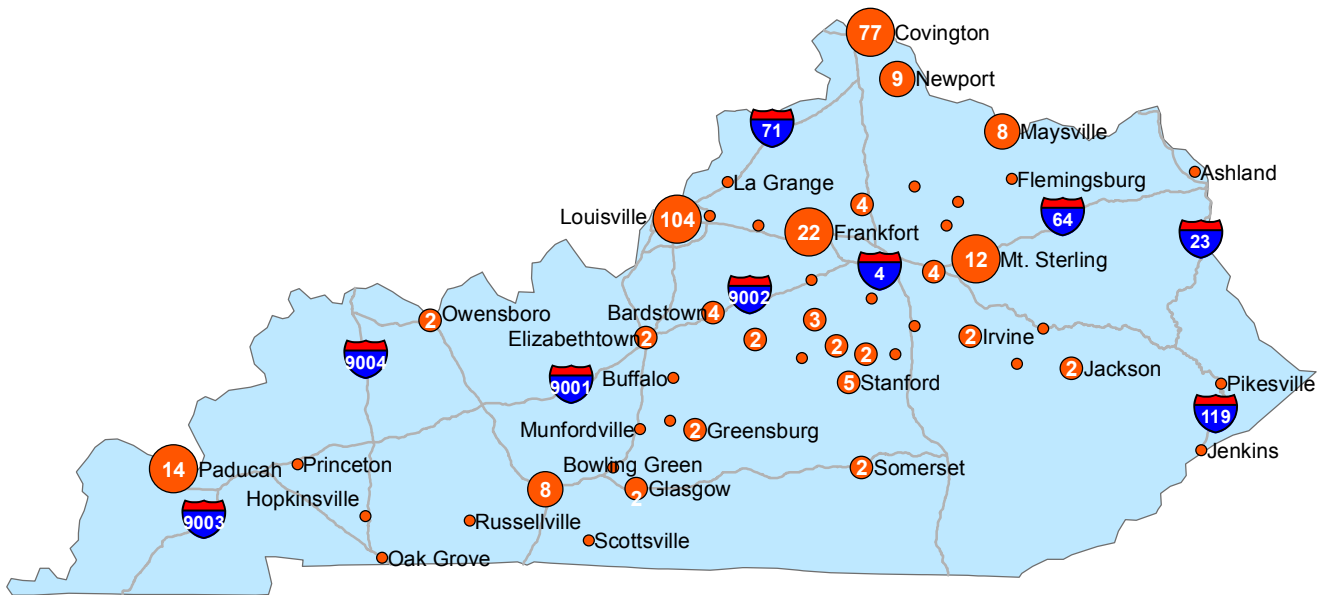 77 Covington
9 Newport
71
8 Maysville
La Grange
Flemingsburg
Ashland
Louisville 104
4
64
22 Frankfort
23
12 Mt. Sterling
4
4
9002
Bardstown 4
2 Owensboro
3
Elizabethtown 2
2
2
2
2 Irvine
9004
9001
Buffalo
5 Stanford
2 Jackson
Pikesville
119
Munfordville
2 Greensburg
Jenkins
14 Paducah
Princeton
Bowling Green
2 Somerset
8
2 Glasgow
Hopkinsville
9003
Russellville
Scottsville
Oak Grove